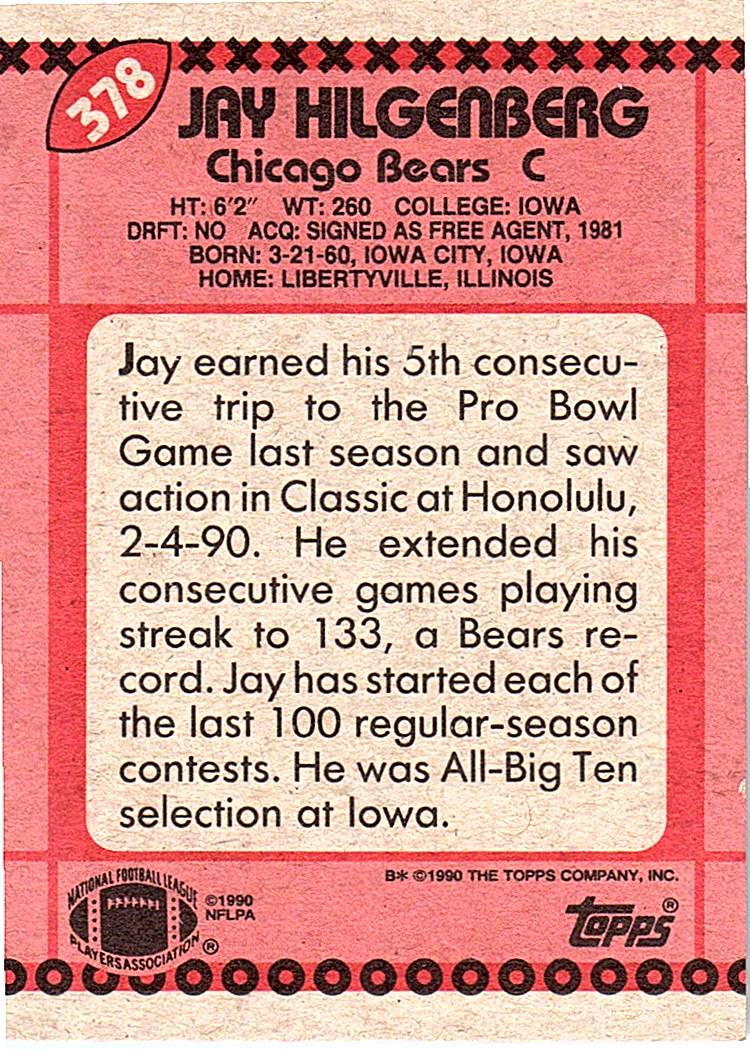 378
JAY HILGENBERG
Chicago Bears C
HT: 6'2" WT: 260 COLLEGE: IOWA
DRFT: NO ACQ: SIGNED AS FREE AGENT, 1981
BORN: 3-21-60, IOWA CITY, IOWA
HOME: LIBERTYVILLE, ILLINOIS
Jay earned his 5th consecu-
tive trip to the Pro Bowl
Game last season and saw
action in Classic at Honolulu,
2-4-90. He extended his
consecutive games playing
streak to 133, a Bears re-
cord. Jay has started each of
the last 100 regular-season
contests. He was All-Big Ten
selection at Iowa.
B* ©1990 THE TOPPS COMPANY, INC.
NATIONAL FOOTBALL LEAGUE
PLAYERS ASSOCIATION ®
©1990
NFLPA
topps®